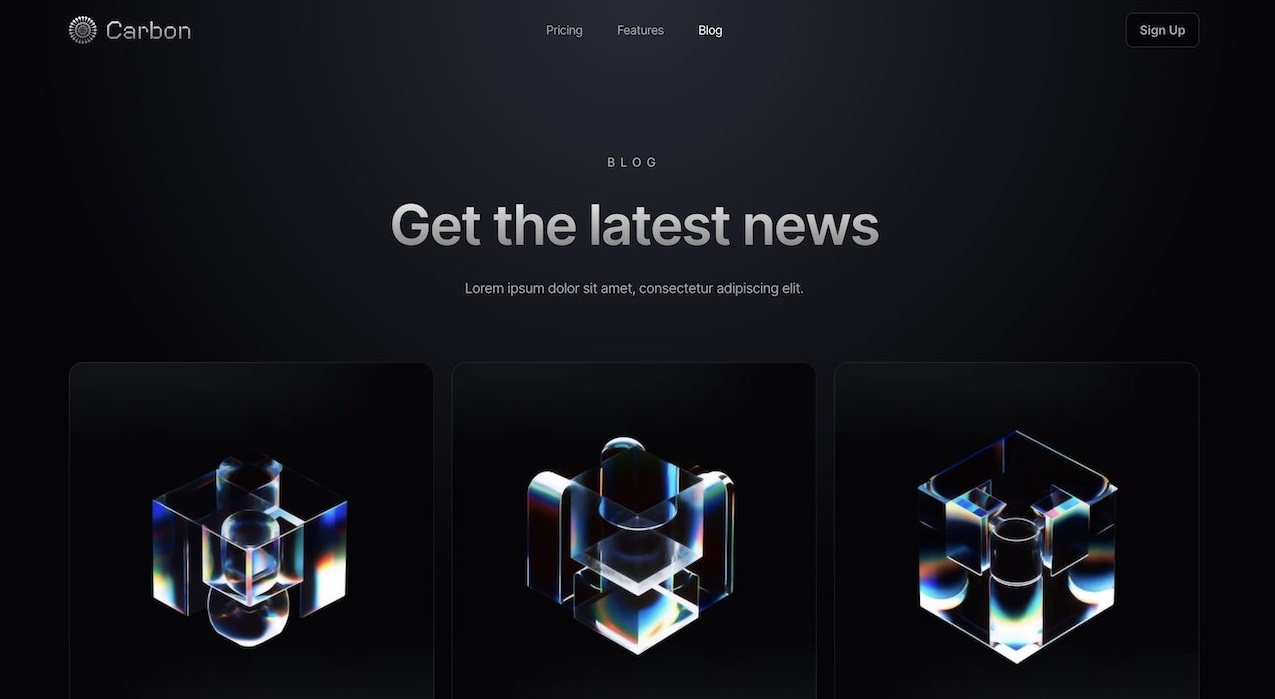 Carbon
Pricing Features Blog
Sign Up
BLOG
Get the latest news
Lorem ipsum dolor sit amet, consectetur adipiscing elit.